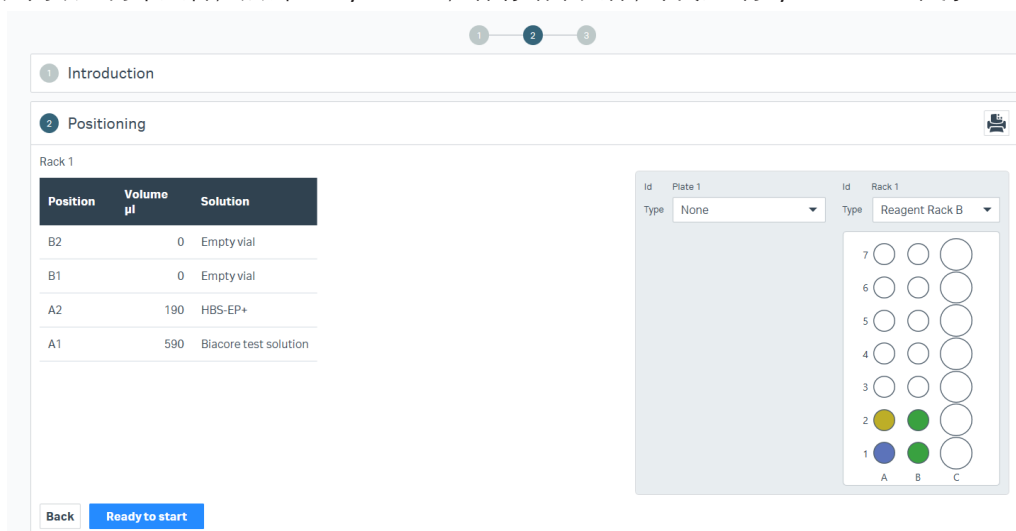 1 2 3
1 Introduction
2 Positioning
Rack 1
Position Volume µl Solution
B2 0 Empty vial
B1 0 Empty vial
A2 190 HBS-EP+
A1 590 Biacore test solution
Id Plate 1
Type None
Id Rack 1
Type Reagent Rack B
7
6
5
4
3
2
1
A B C
Back Ready to start